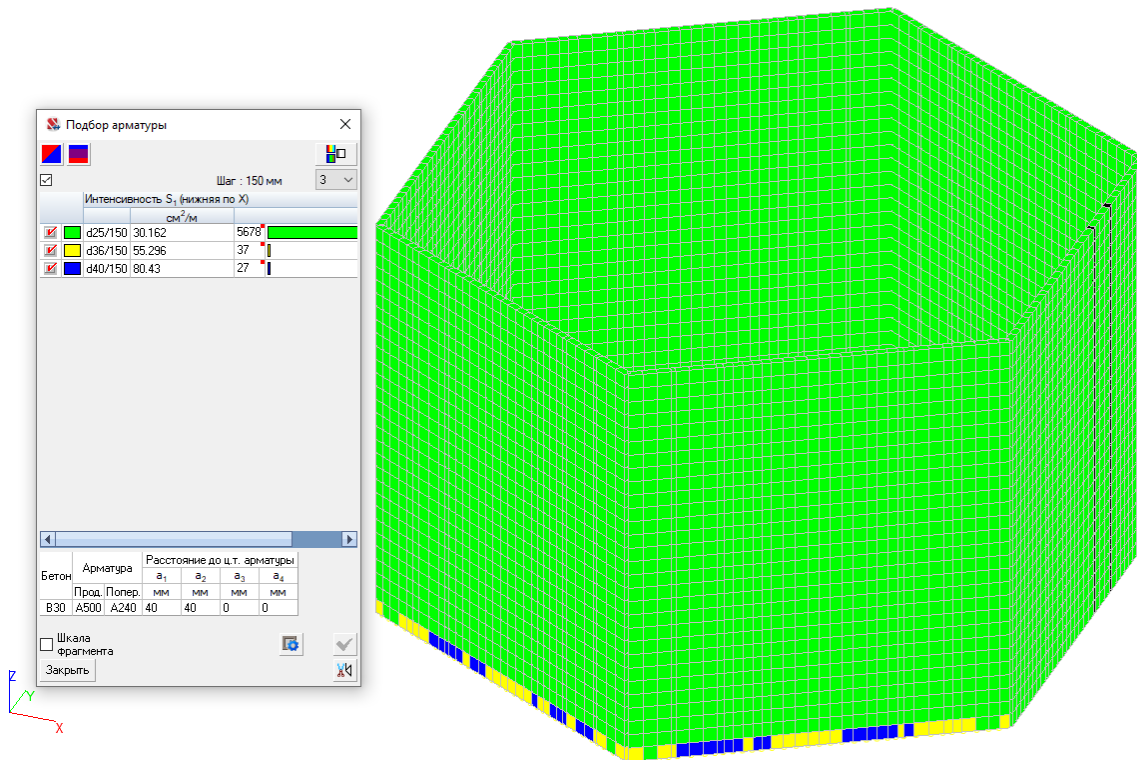 Подбор арматуры
Шаг : 150 мм 3
Интенсивность S1 (нижняя по X)
см2/м
d25/150 30.162 5678
d36/150 55.296 37
d40/150 80.43 27
Бетон Арматура Расстояние до ц.т. арматуры
a1 a2 a3 a4
Прод. Попер. мм мм мм мм
B30 A500 A240 40 40 0 0
Шкала
фрагмента
Закрыть
Z
Y
X